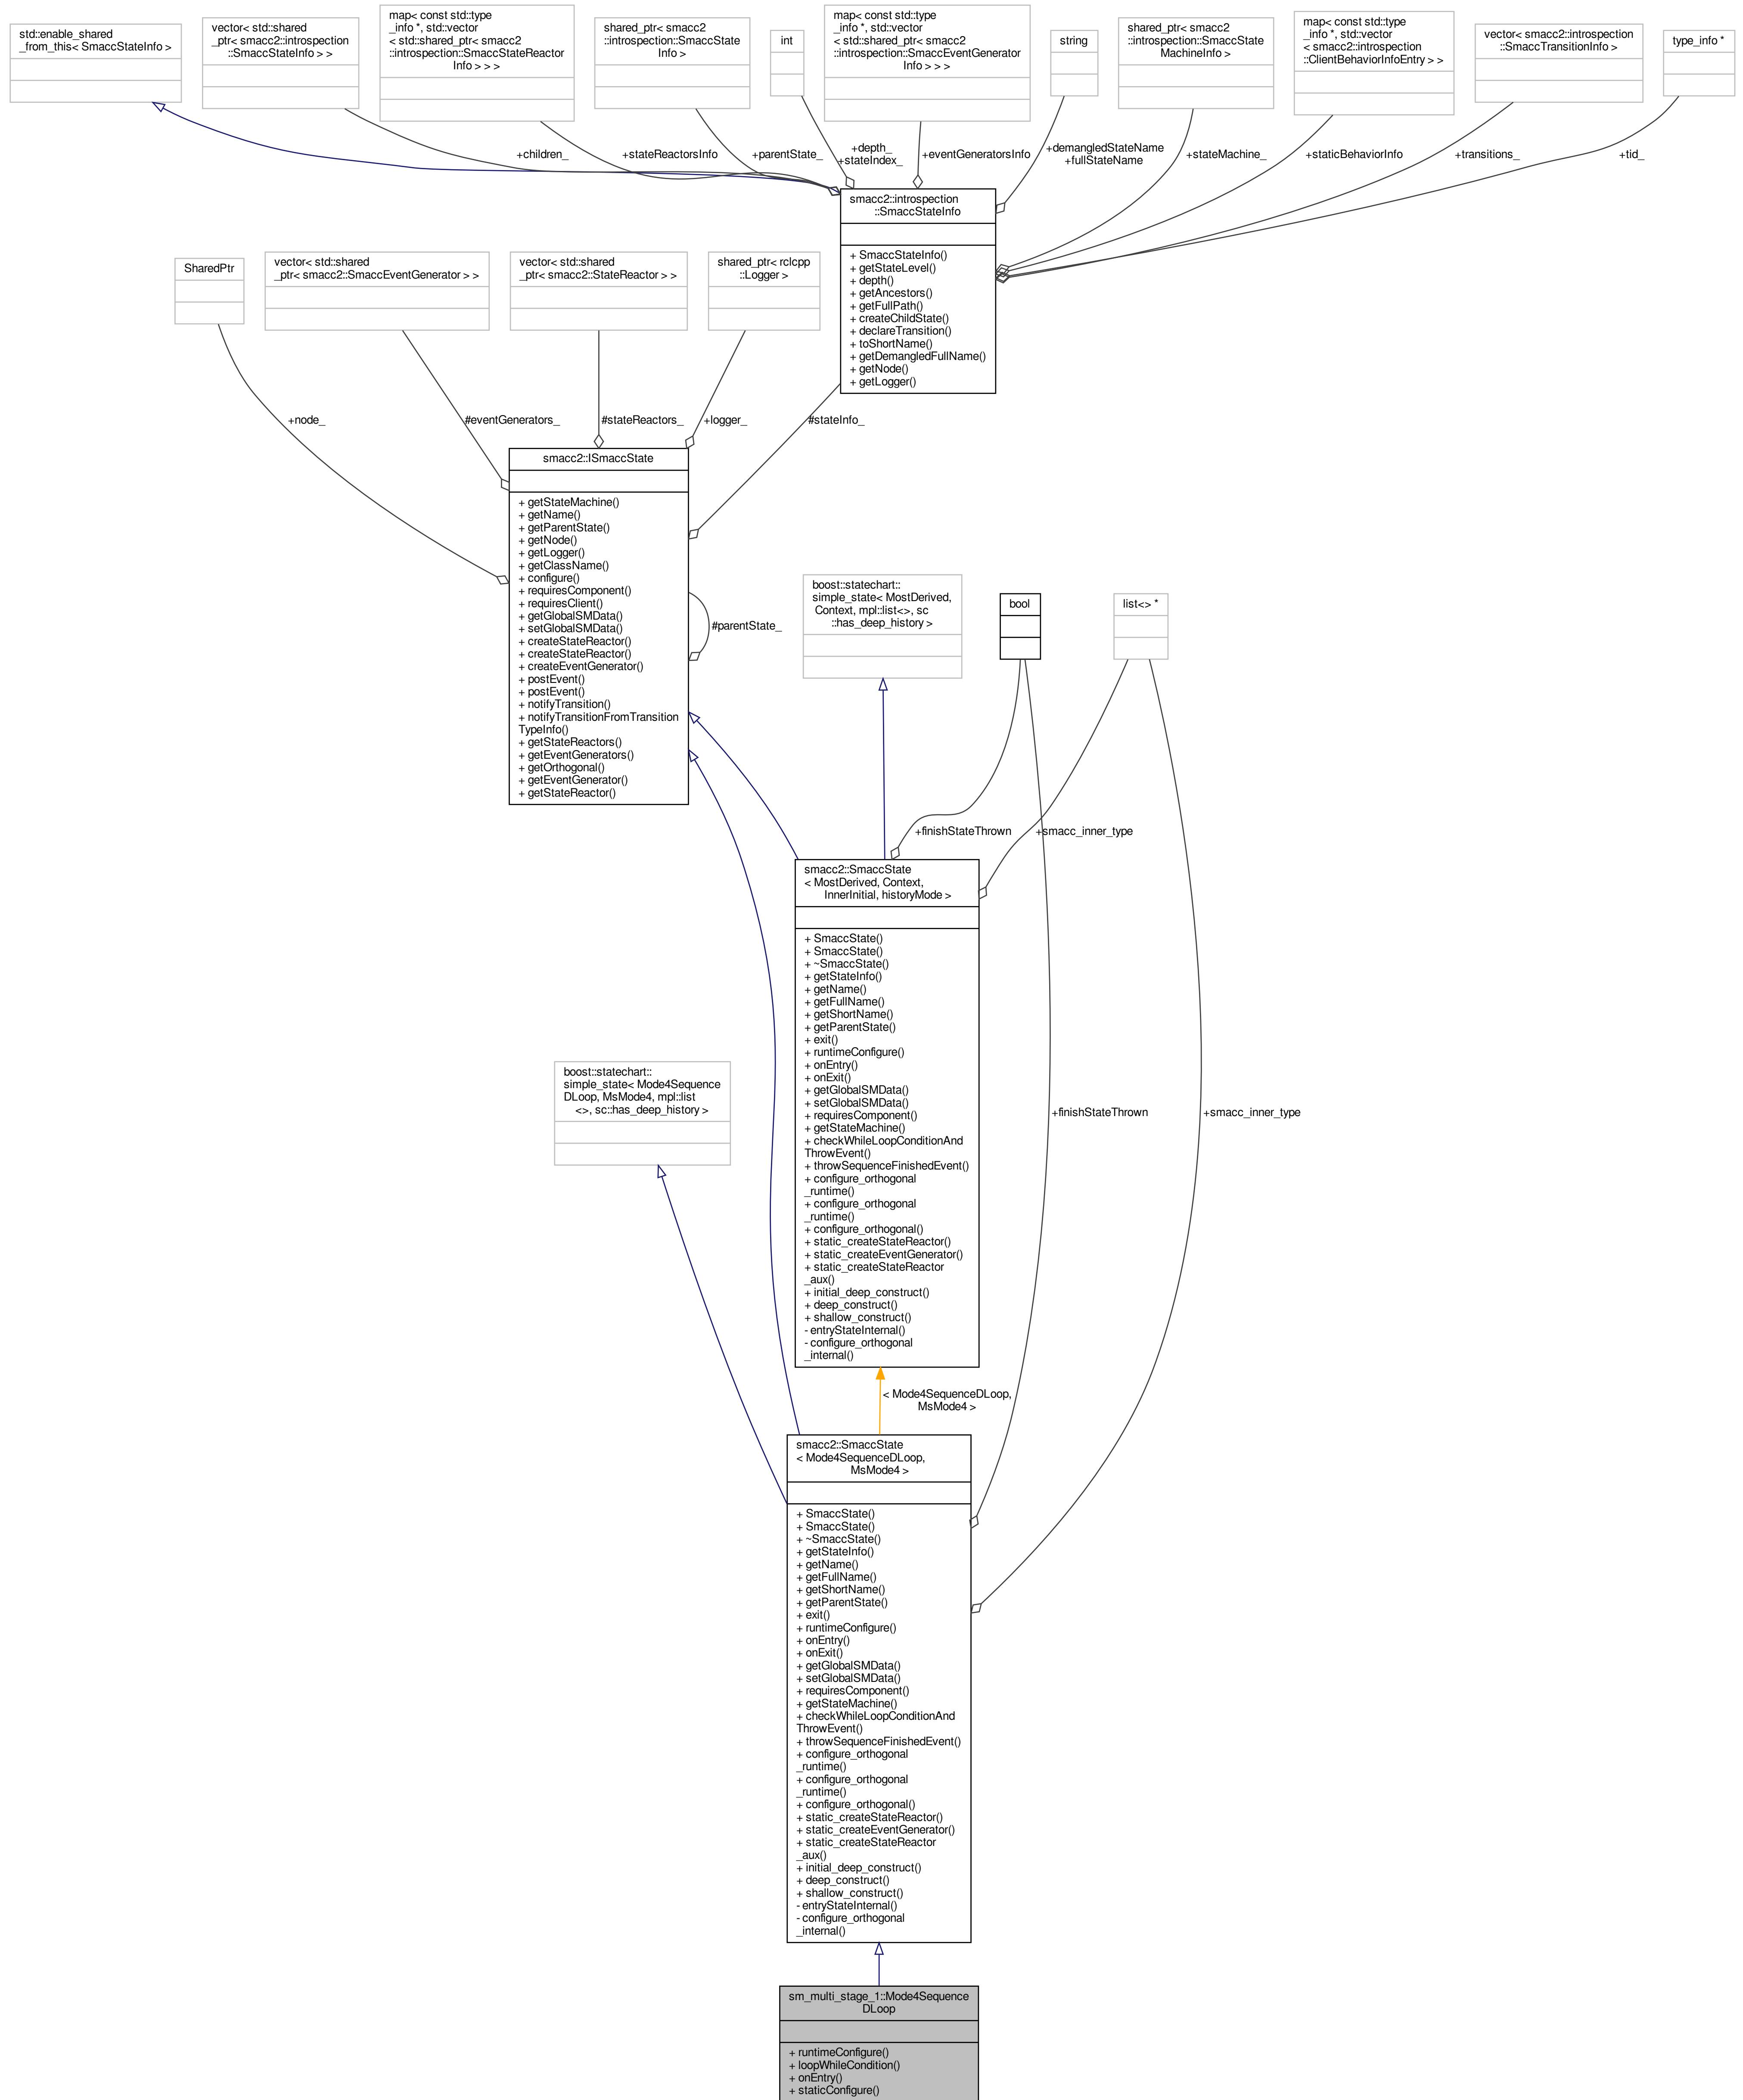 std::enable_shared
_from_this< SmaccStateInfo >
vector< std::shared
_ptr< smacc2::introspection
::SmaccStateInfo > >
map< const std::type
_info *, std::vector
< std::shared_ptr< smacc2
::introspection::SmaccStateReactor
Info > > >
shared_ptr< smacc2
::introspection::SmaccState
Info >
int
map< const std::type
_info *, std::vector
< std::shared_ptr< smacc2
::introspection::SmaccEventGenerator
Info > > >
string
shared_ptr< smacc2
::introspection::SmaccState
MachineInfo >
map< const std::type
_info *, std::vector
< smacc2::introspection
::ClientBehaviorInfoEntry > >
vector< smacc2::introspection
::SmaccTransitionInfo >
type_info *
+children_
+stateReactorsInfo
+parentState_
+depth_
+stateIndex_
+eventGeneratorsInfo
+demangledStateName
+fullStateName
+stateMachine_
+staticBehaviorInfo
+transitions_
+tid_
smacc2::introspection
::SmaccStateInfo
+ SmaccStateInfo()
+ getStateLevel()
+ depth()
+ getAncestors()
+ getFullPath()
+ createChildState()
+ declareTransition()
+ toShortName()
+ getDemangledFullName()
+ getNode()
+ getLogger()
SharedPtr
vector< std::shared
_ptr< smacc2::SmaccEventGenerator > >
vector< std::shared
_ptr< smacc2::StateReactor > >
shared_ptr< rclcpp
::Logger >
+node_
#eventGenerators_
#stateReactors_
+logger_
#stateInfo_
smacc2::ISmaccState
+ getStateMachine()
+ getName()
+ getParentState()
+ getNode()
+ getLogger()
+ getClassName()
+ configure()
+ requiresComponent()
+ requiresClient()
+ getGlobalSMData()
+ setGlobalSMData()
+ createStateReactor()
+ createStateReactor()
+ createEventGenerator()
+ postEvent()
+ postEvent()
+ notifyTransition()
+ notifyTransitionFromTransition
TypeInfo()
+ getStateReactors()
+ getEventGenerators()
+ getOrthogonal()
+ getEventGenerator()
+ getStateReactor()
#parentState_
boost::statechart::
simple_state< MostDerived,
Context, mpl::list<>, sc
::has_deep_history >
bool
list<> *
+finishStateThrown
+smacc_inner_type
smacc2::SmaccState
< MostDerived, Context,
InnerInitial, historyMode >
+ SmaccState()
+ SmaccState()
+ ~SmaccState()
+ getStateInfo()
+ getName()
+ getFullName()
+ getShortName()
+ getParentState()
+ exit()
+ runtimeConfigure()
+ onEntry()
+ onExit()
+ getGlobalSMData()
+ setGlobalSMData()
+ requiresComponent()
+ getStateMachine()
+ checkWhileLoopConditionAnd
ThrowEvent()
+ throwSequenceFinishedEvent()
+ configure_orthogonal
_runtime()
+ configure_orthogonal
_runtime()
+ configure_orthogonal()
+ static_createStateReactor()
+ static_createEventGenerator()
+ static_createStateReactor
_aux()
+ initial_deep_construct()
+ deep_construct()
+ shallow_construct()
- entryStateInternal()
- configure_orthogonal
_internal()
boost::statechart::
simple_state< Mode4Sequence
DLoop, MsMode4, mpl::list
<>, sc::has_deep_history >
+finishStateThrown
+smacc_inner_type
< Mode4SequenceDLoop,
MsMode4 >
smacc2::SmaccState
< Mode4SequenceDLoop,
MsMode4 >
+ SmaccState()
+ SmaccState()
+ ~SmaccState()
+ getStateInfo()
+ getName()
+ getFullName()
+ getShortName()
+ getParentState()
+ exit()
+ runtimeConfigure()
+ onEntry()
+ onExit()
+ getGlobalSMData()
+ setGlobalSMData()
+ requiresComponent()
+ getStateMachine()
+ checkWhileLoopConditionAnd
ThrowEvent()
+ throwSequenceFinishedEvent()
+ configure_orthogonal
_runtime()
+ configure_orthogonal
_runtime()
+ configure_orthogonal()
+ static_createStateReactor()
+ static_createEventGenerator()
+ static_createStateReactor
_aux()
+ initial_deep_construct()
+ deep_construct()
+ shallow_construct()
- entryStateInternal()
- configure_orthogonal
_internal()
sm_multi_stage_1::Mode4Sequence
DLoop
+ runtimeConfigure()
+ loopWhileCondition()
+ onEntry()
+ staticConfigure()